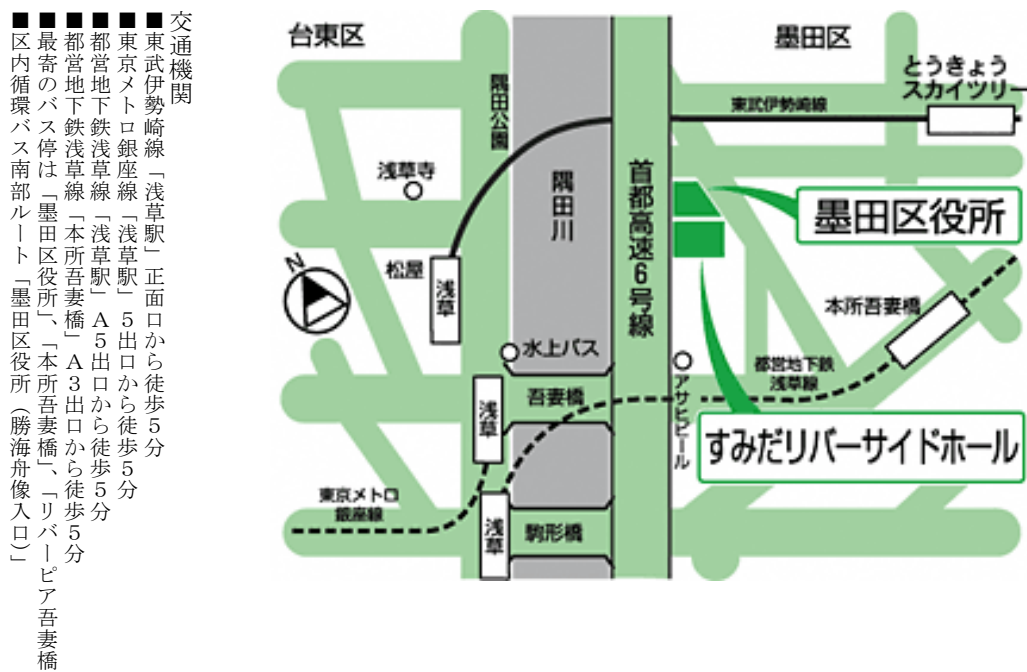 交通機関
■東武伊勢崎線「浅草駅」正面口から徒歩５分
■東京メトロ銀座線「浅草駅」５出口から徒歩５分
■都営地下鉄浅草線「浅草駅」Ａ５出口から徒歩５分
■都営地下鉄浅草線「本所吾妻橋」Ａ３出口から徒歩５分
■最寄のバス停は「墨田区役所」、「本所吾妻橋」、「リバーピア吾妻橋
■区内循環バス南部ルート「墨田区役所（勝海舟像入口）」
台東区
墨田区
とうきょう
スカイツリー
東武伊勢崎線
隅田公園
浅草寺
隅田川
首都高速6号線
墨田区役所
N
松屋
浅草
本所吾妻橋
水上バス
都営地下鉄
浅草線
吾妻橋
浅草
アサヒビール
すみだリバーサイドホール
東京メトロ
銀座線
浅草
駒形橋